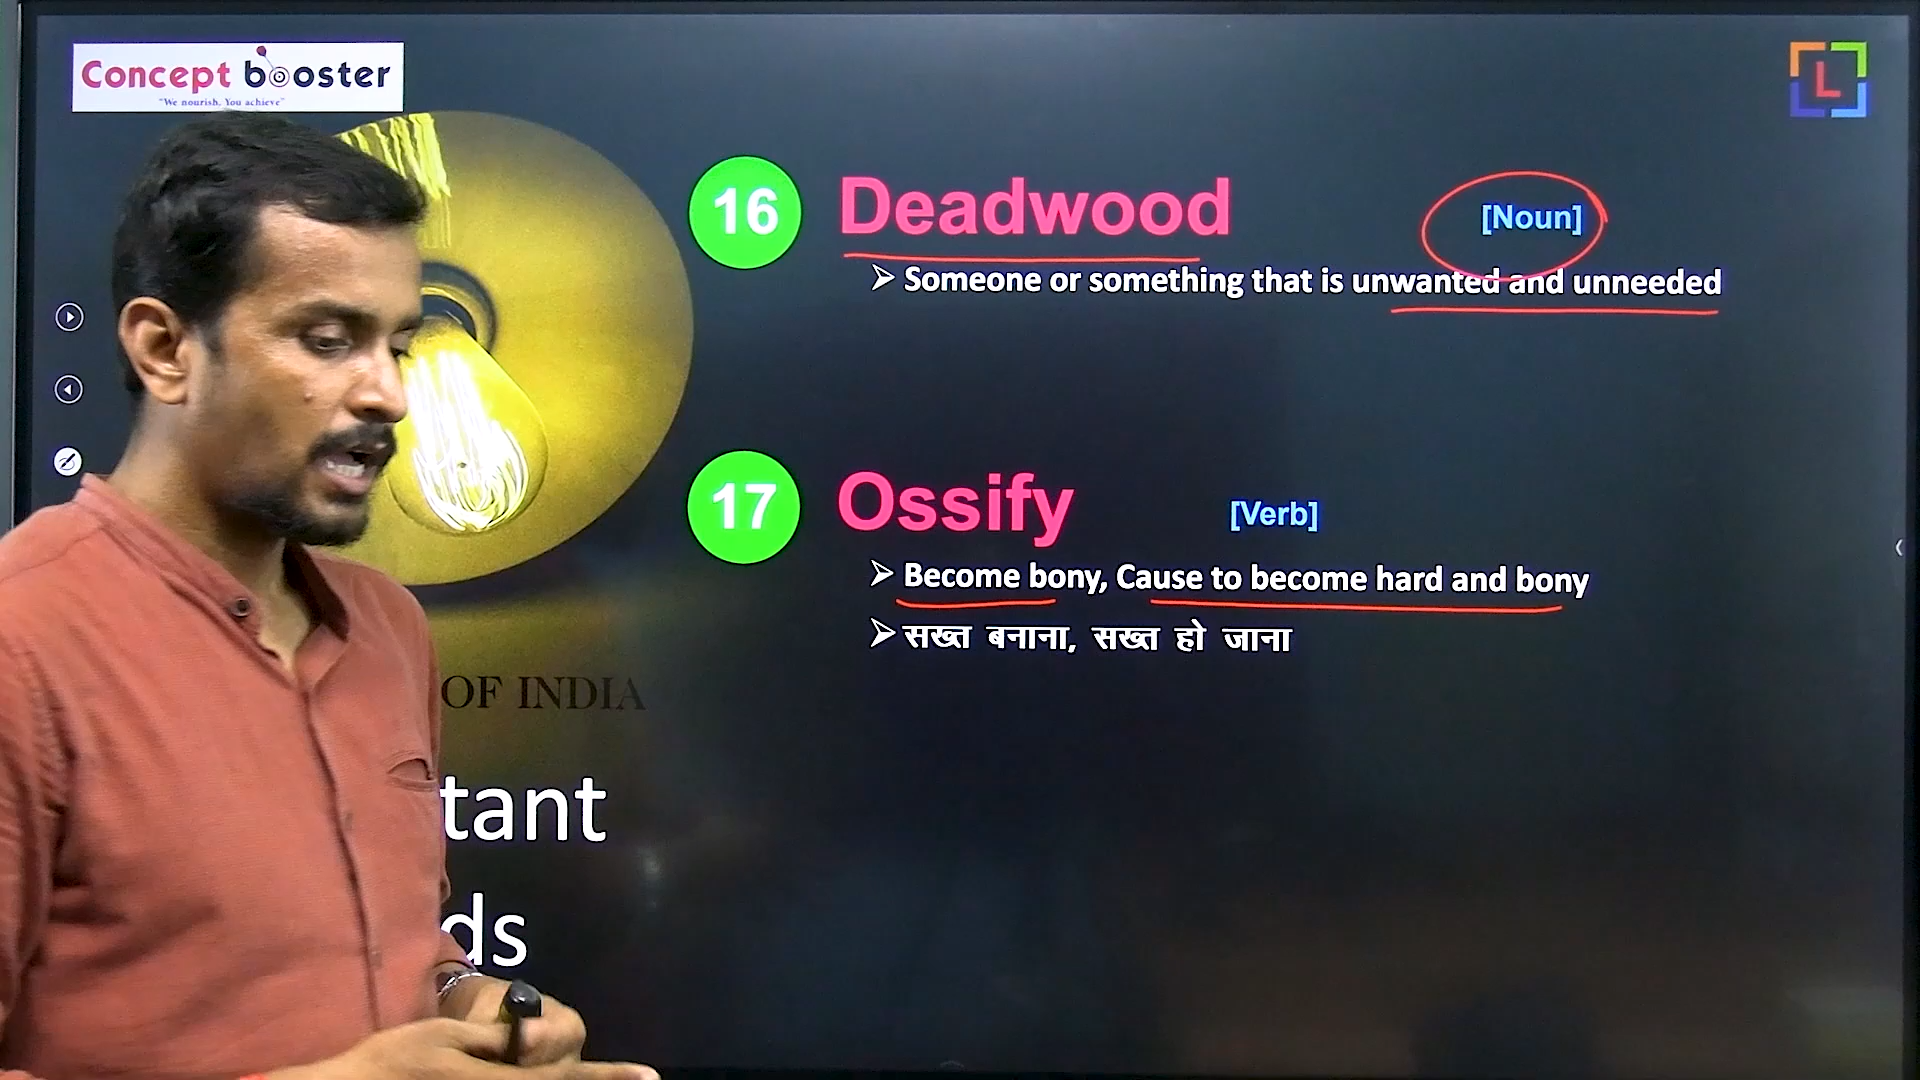 Concept booster
"We nourish, You achieve"
L
16 Deadwood [Noun]
➢ Someone or something that is unwanted and unneeded
17 Ossify [Verb]
➢ Become bony, Cause to become hard and bony
➢ सख्त बनाना, सख्त हो जाना
OF INDIA
tant
ds